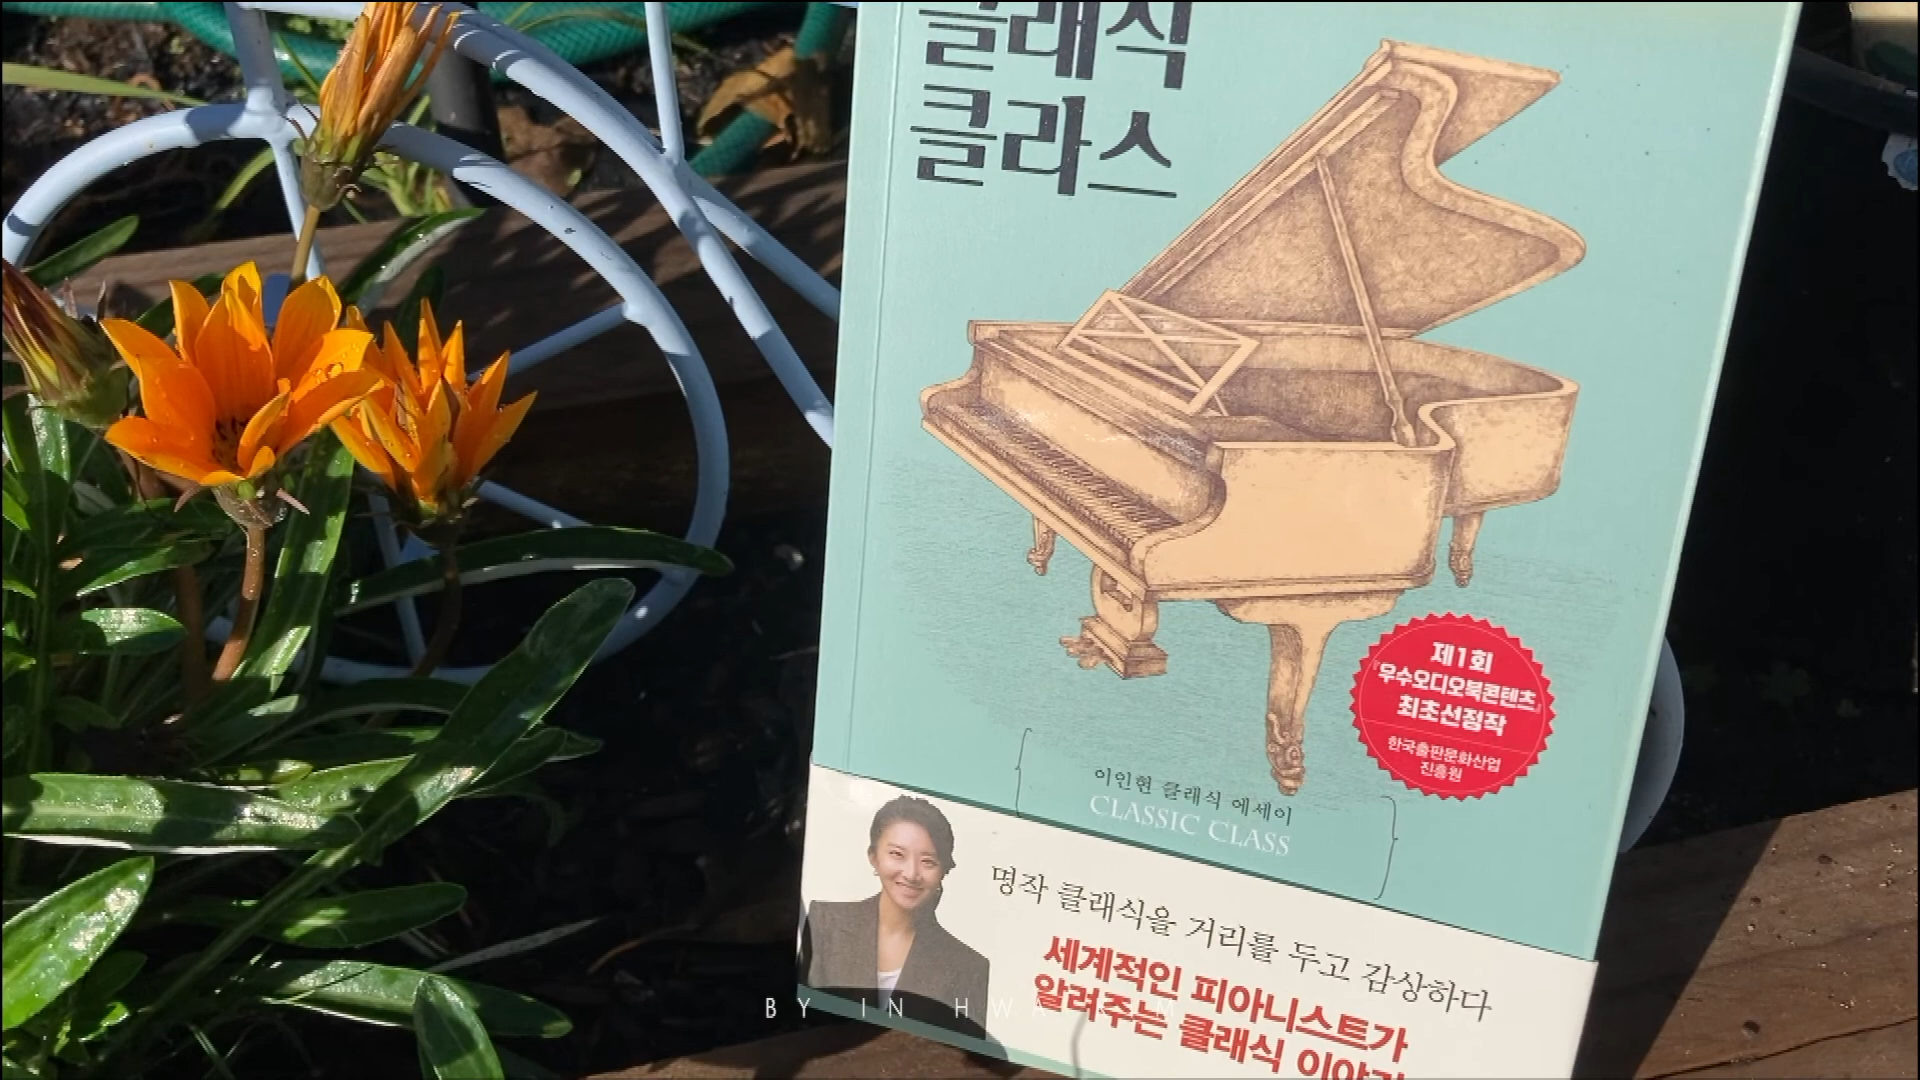 클래식
클라스
제1회
『우수오디오북콘텐츠』
최초선정작
한국출판문화산업
진흥원
이인현 클래식 에세이
CLASSIC CLASS
명작 클래식을 거리를 두고 감상하다
세계적인 피아니스트가
알려주는 클래식
BY IN HWA